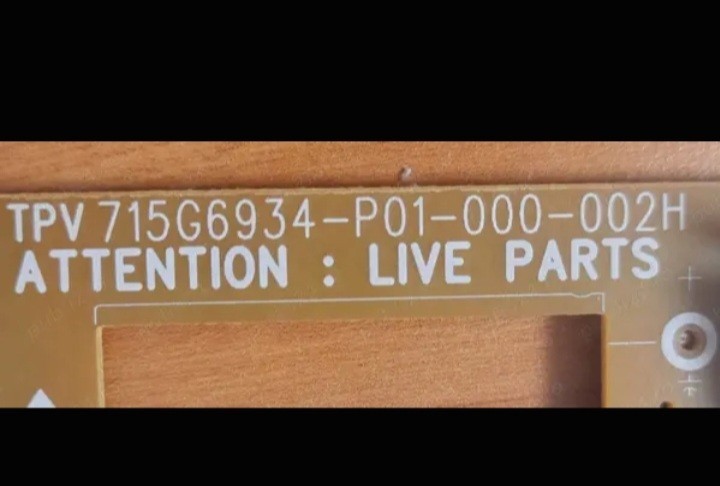 TPV 715G6934-P01-000-002H
ATTENTION : LIVE PARTS